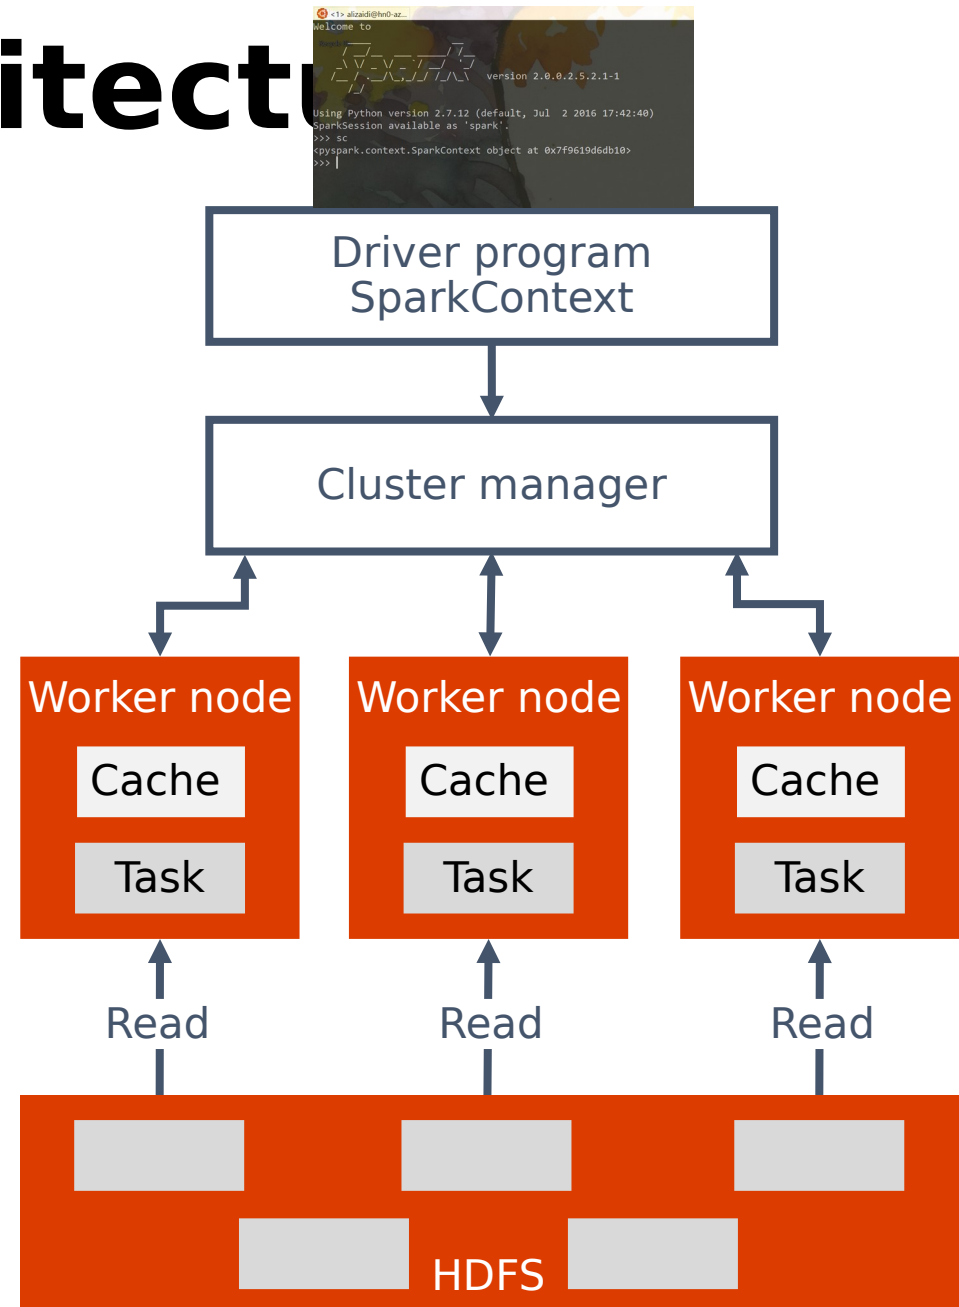 itectu
<1> alizaidi@hn0-az...
Welcome to
version 2.0.0.2.5.2.1-1
Using Python version 2.7.12 (default, Jul  2 2016 17:42:40)
SparkSession available as 'spark'.
>>> sc
<pyspark.context.SparkContext object at 0x7f9619d6db10>
>>>
Driver program
SparkContext
Cluster manager
Worker node Worker node Worker node
Cache Cache Cache
Task Task Task
Read Read Read
HDFS